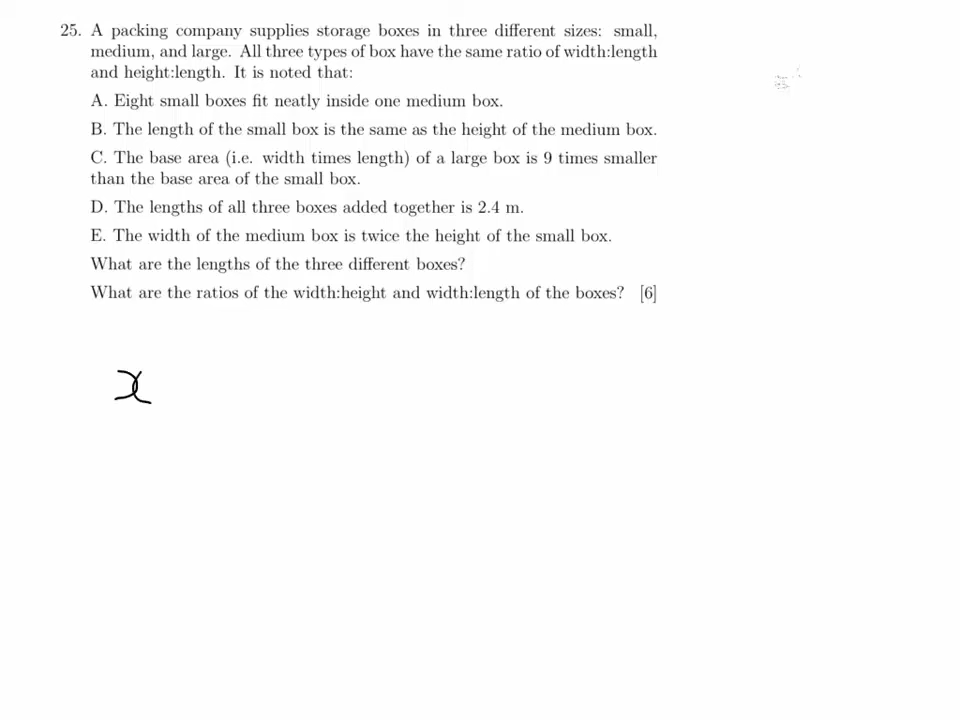 25. A packing company supplies storage boxes in three different sizes: small,
medium, and large. All three types of box have the same ratio of width:length
and height:length. It is noted that:
A. Eight small boxes fit neatly inside one medium box.
B. The length of the small box is the same as the height of the medium box.
C. The base area (i.e. width times length) of a large box is 9 times smaller
than the base area of the small box.
D. The lengths of all three boxes added together is 2.4 m.
E. The width of the medium box is twice the height of the small box.
What are the lengths of the three different boxes?
What are the ratios of the width:height and width:length of the boxes? [6]
x